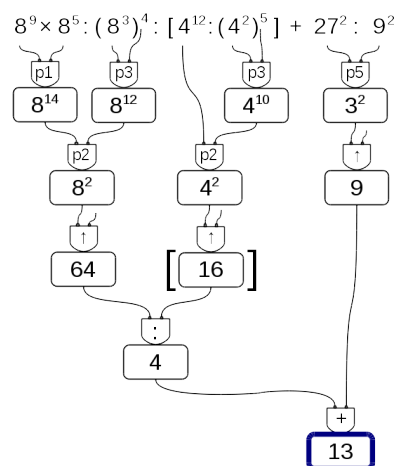 8⁹ × 8⁵ : ( 8³ )⁴ : [ 4¹² : ( 4² )⁵ ] + 27² : 9²
p1 p3 p3 p5
8¹⁴ 8¹² 4¹⁰ 3²
p2 p2 ↑
8² 4² 9
↑ ↑
64 [ 16 ]
:
4
+
13